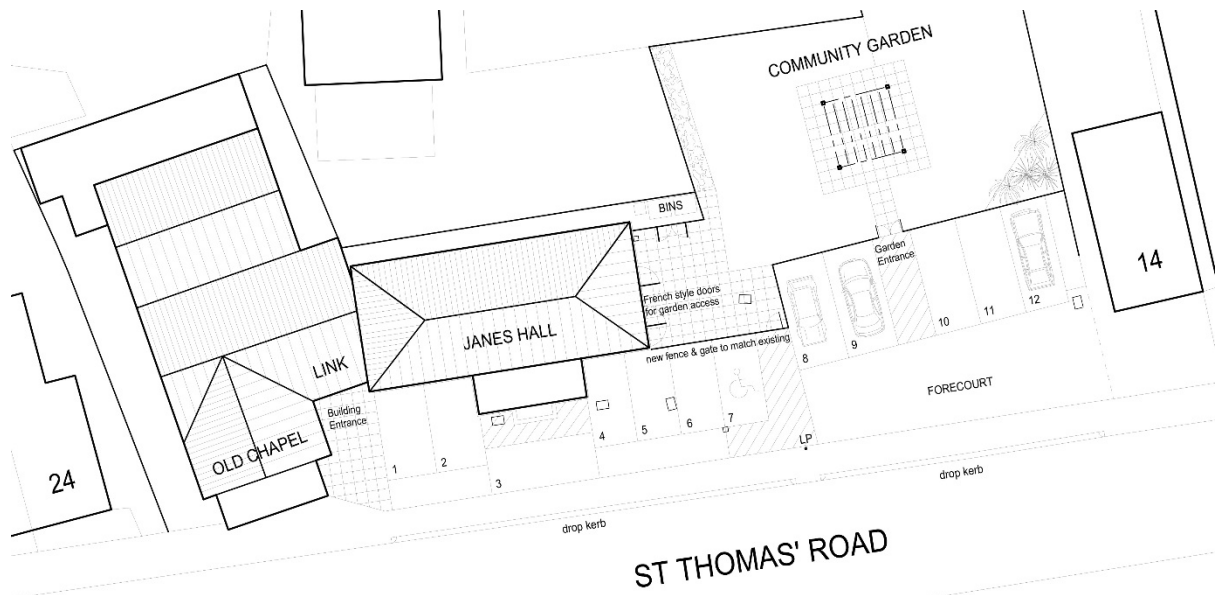 COMMUNITY GARDEN
BINS
14
Garden
Entrance
French style doors
for garden access
12
11
10
JANES HALL
new fence & gate to match existing
9
8
LINK
FORECOURT
Building
Entrance
7
6
5
4
OLD CHAPEL
LP
1
2
3
24
drop kerb
drop kerb
ST THOMAS' ROAD